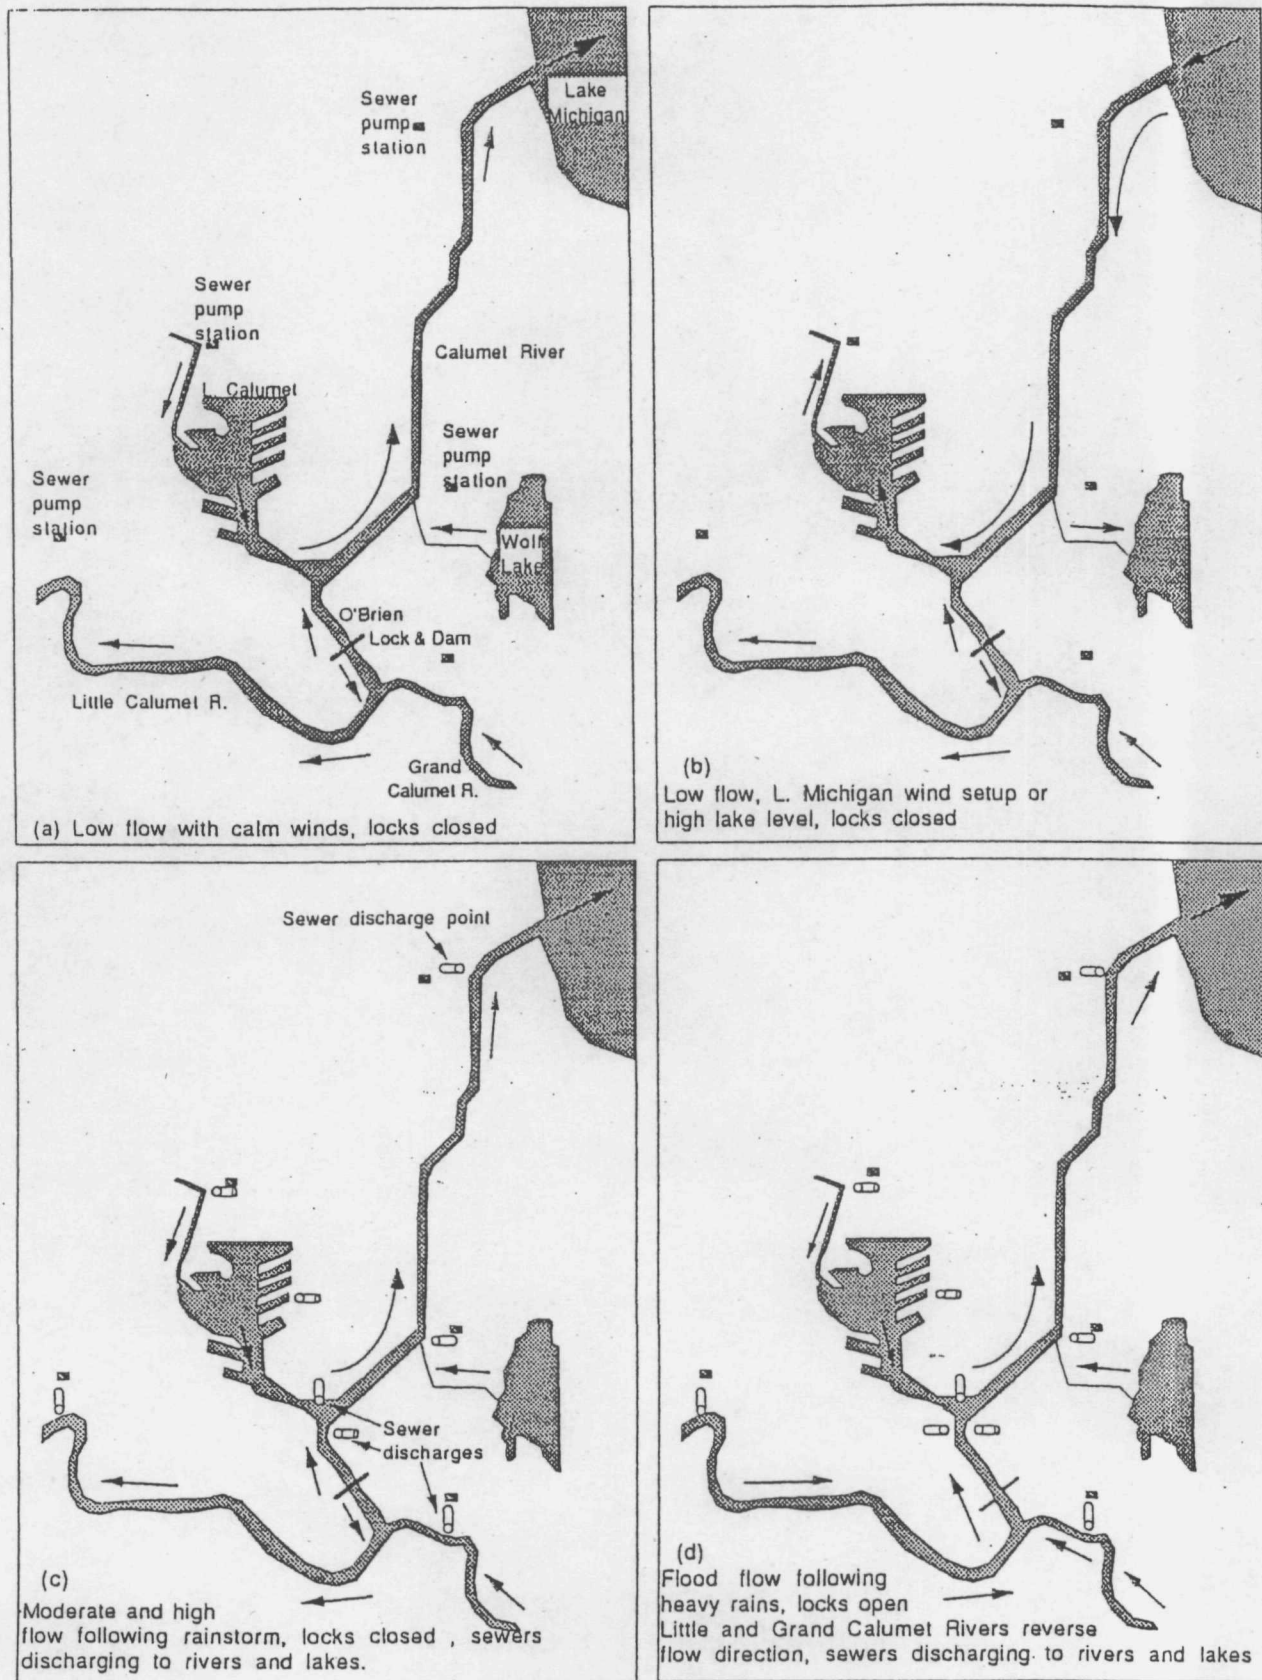 Lake
Michigan
Sewer
pump
station
Sewer
pump
station
Calumet River
L. Calumet
Sewer
pump
station
Sewer
pump
station
Wolf
Lake
O'Brien
Lock & Dam
Little Calumet R.
Grand
Calumet R.
(a) Low flow with calm winds, locks closed
(b)
Low flow, L. Michigan wind setup or
high lake level, locks closed
Sewer discharge point
Sewer
discharges
(c)
Moderate and high
flow following rainstorm, locks closed , sewers
discharging to rivers and lakes.
(d)
Flood flow following
heavy rains, locks open
Little and Grand Calumet Rivers reverse
flow direction, sewers discharging to rivers and lakes